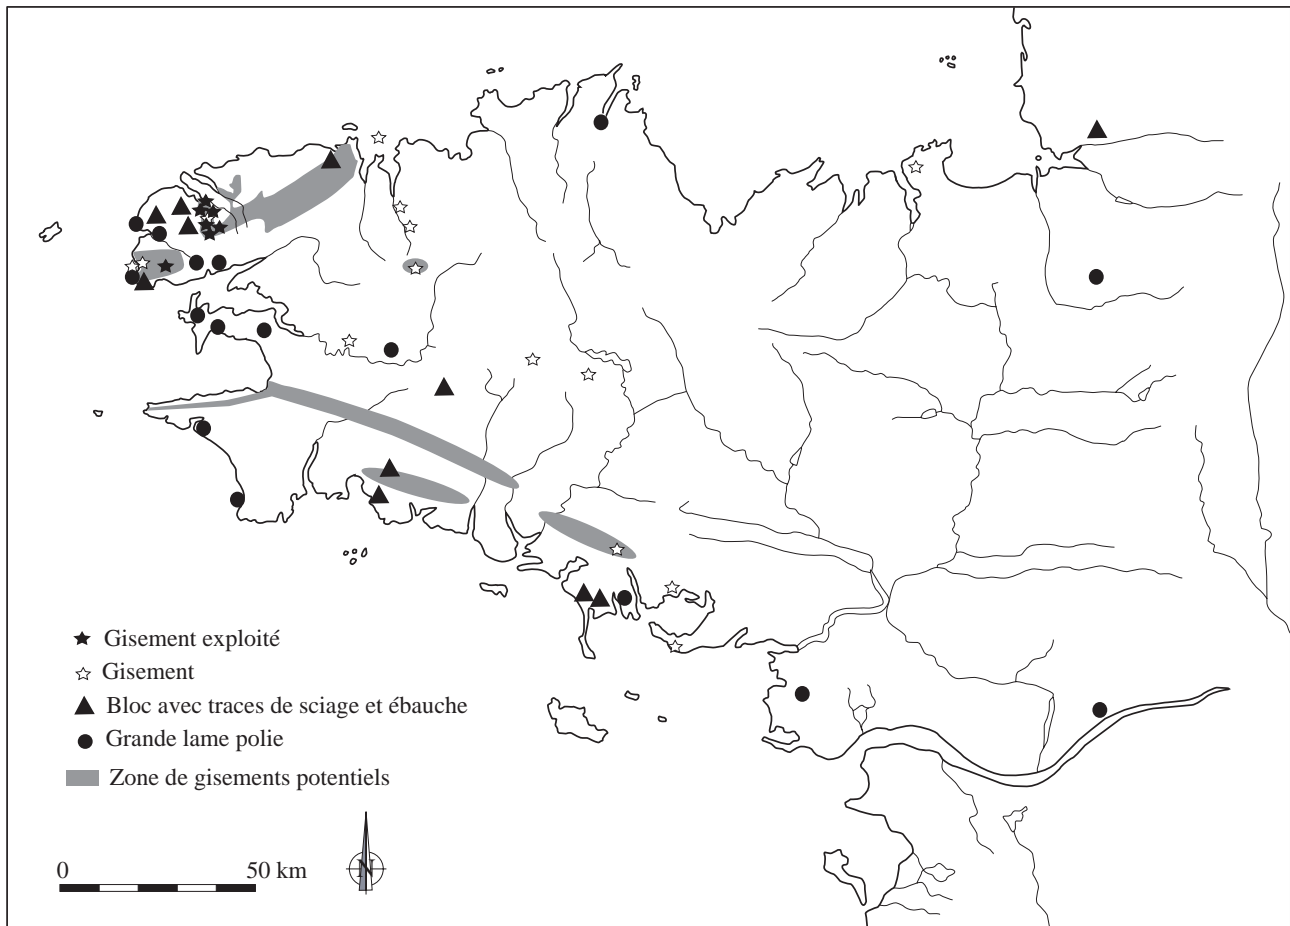 Gisement exploité
Gisement
Bloc avec traces de sciage et ébauche
Grande lame polie
Zone de gisements potentiels
0 50 km
N